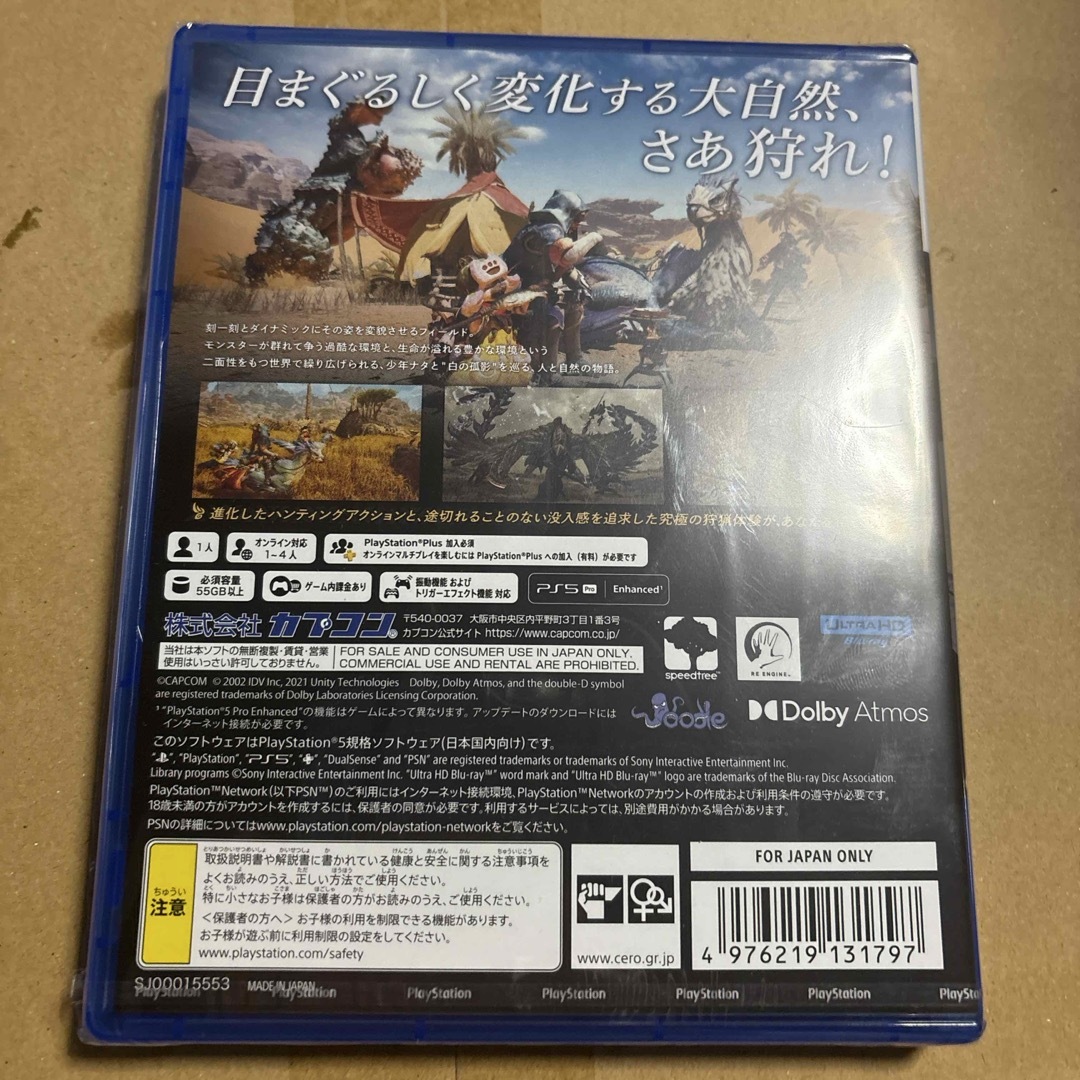 目まぐるしく変化する大自然、
さあ狩れ!
刻一刻とダイナミックにその姿を変貌させるフィールド。
モンスターが群れて争う過酷な環境と、生命が溢れる豊かな環境という
二面性をもつ世界で繰り広げられる、少年ナタと"白の孤影"を巡る、人と自然の物語。
進化したハンティングアクションと、途切れることのない没入感を追求した究極の狩猟体験が、あなた
1人
オンライン対応
1~4人
PlayStation®Plus 加入必須
オンラインマルチプレイを楽しむには PlayStation®Plus への加入(有料)が必要です
必須容量
55GB以上
ゲーム内課金あり
振動機能 および
トリガーエフェクト機能 対応
PS5 Pro Enhanced¹
株式会社 カプコン®
〒540-0037 大阪市中央区内平野町3丁目1番3号
カプコン公式サイト https://www.capcom.co.jp/
当社は本ソフトの無断複製・賃貸・営業
使用はいっさい許可しておりません。
FOR SALE AND CONSUMER USE IN JAPAN ONLY.
COMMERCIAL USE AND RENTAL ARE PROHIBITED.
speedtree™
RE ENGINE™
ULTRA HD
Blu-ray
©CAPCOM © 2002 IDV Inc, 2021 Unity Technologies Dolby, Dolby Atmos, and the double-D symbol
are registered trademarks of Dolby Laboratories Licensing Corporation.
¹ "PlayStation®5 Pro Enhanced"の機能はゲームによって異なります。アップデートのダウンロードには
インターネット接続が必要です。
oodle
Dolby Atmos
このソフトウェアはPlayStation®5規格ソフトウェア(日本国内向け)です。
"PlayStation", "PS5", "DualSense" and "PSN" are registered trademarks or trademarks of Sony Interactive Entertainment Inc.
Library programs ©Sony Interactive Entertainment Inc. "Ultra HD Blu-ray™" word mark and "Ultra HD Blu-ray™" logo are trademarks of the Blu-ray Disc Association.
PlayStation™Network(以下PSN™)のご利用にはインターネット接続環境、PlayStation™Networkのアカウントの作成および利用条件の遵守が必要です。
18歳未満の方がアカウントを作成するには、保護者の同意が必要です。利用するサービスによっては、別途費用がかかる場合があります。
PSNの詳細についてはwww.playstation.com/playstation-networkをご覧ください。
ちゅうい
注意
取扱説明書や解説書に書かれている健康と安全に関する注意事項を
よくお読みのうえ、正しい方法でご使用ください。
特に小さなお子様は保護者の方がお読みのうえ、ご使用ください。
<保護者の方へ> お子様の利用を制限できる機能があります。
お子様が遊ぶ前に利用制限の設定をしてください。
www.playstation.com/safety
www.cero.gr.jp
FOR JAPAN ONLY
4 976219 131797
SJ00015553 MADE IN JAPAN
PlayStation PlayStation PlayStation PlayStation PlayStation PlayStation PlaySt